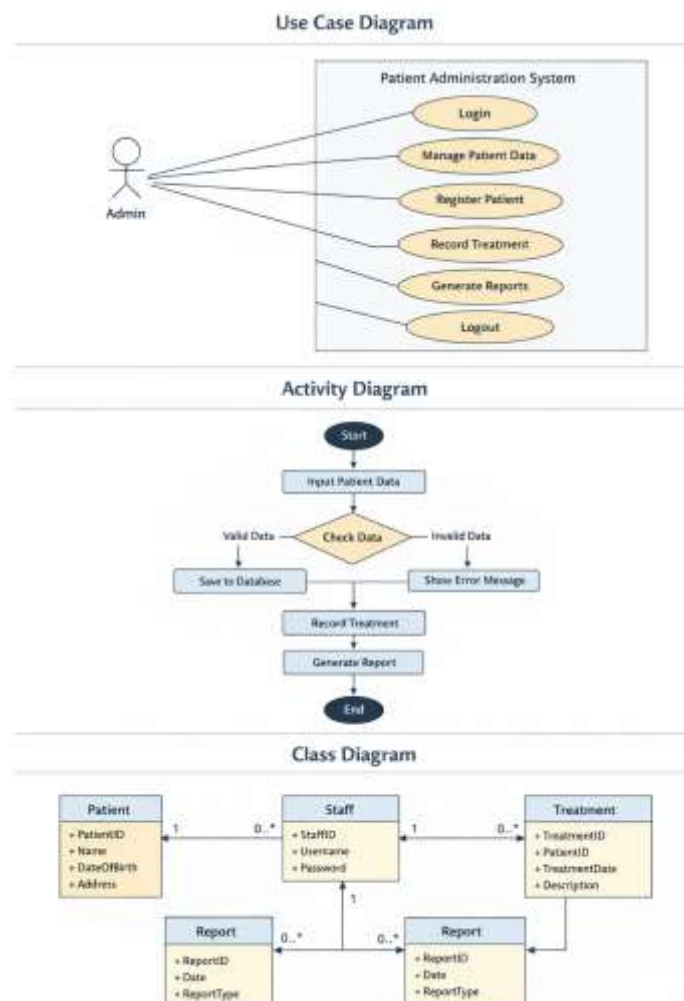 Use Case Diagram
Patient Administration System
Login
Manage Patient Data
Register Patient
Record Treatment
Generate Reports
Logout
Admin
Activity Diagram
Start
Input Patient Data
Check Data
Valid Data
Invalid Data
Save to Database
Show Error Message
Record Treatment
Generate Report
End
Class Diagram
Patient
+ PatientID
+ Name
+ DateOfBirth
+ Address
1
0..*
Staff
+ StaffID
+ Username
+ Password
1
0..*
Treatment
+ TreatmentID
+ PatientID
+ TreatmentDate
+ Description
1
Report
+ ReportID
+ Date
+ ReportType
0..*
0..*
Report
+ ReportID
+ Date
+ ReportType